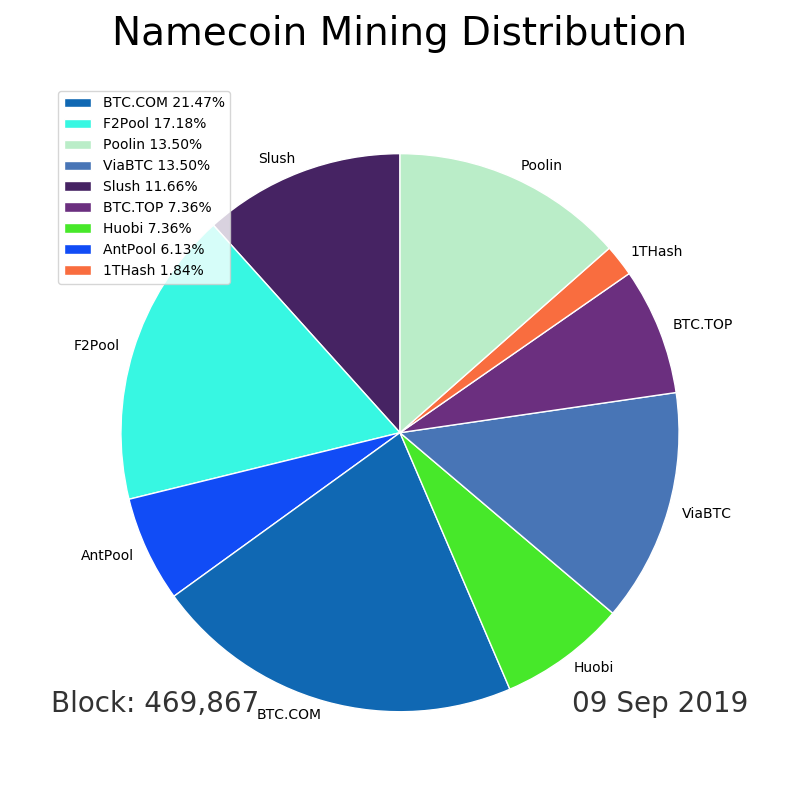 Namecoin Mining Distribution
BTC.COM 21.47%
F2Pool 17.18%
Poolin 13.50%
ViaBTC 13.50%
Slush 11.66%
BTC.TOP 7.36%
Huobi 7.36%
AntPool 6.13%
1THash 1.84%
Slush
Poolin
1THash
BTC.TOP
F2Pool
ViaBTC
AntPool
Huobi
BTC.COM
Block: 469,867
09 Sep 2019